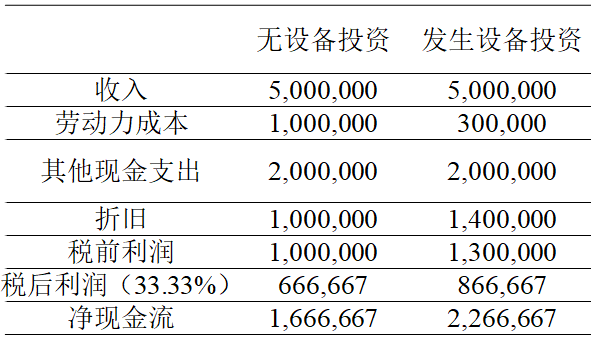 无设备投资 发生设备投资
收入 5,000,000 5,000,000
劳动力成本 1,000,000 300,000
其他现金支出 2,000,000 2,000,000
折旧 1,000,000 1,400,000
税前利润 1,000,000 1,300,000
税后利润（33.33%） 666,667 866,667
净现金流 1,666,667 2,266,667